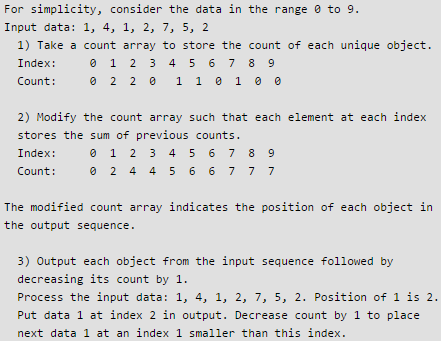 For simplicity, consider the data in the range 0 to 9.
Input data: 1, 4, 1, 2, 7, 5, 2
1) Take a count array to store the count of each unique object.
Index: 0 1 2 3 4 5 6 7 8 9
Count: 0 2 2 0 1 1 0 1 0 0
2) Modify the count array such that each element at each index
stores the sum of previous counts.
Index: 0 1 2 3 4 5 6 7 8 9
Count: 0 2 4 4 5 6 6 7 7 7
The modified count array indicates the position of each object in
the output sequence.
3) Output each object from the input sequence followed by
decreasing its count by 1.
Process the input data: 1, 4, 1, 2, 7, 5, 2. Position of 1 is 2.
Put data 1 at index 2 in output. Decrease count by 1 to place
next data 1 at an index 1 smaller than this index.